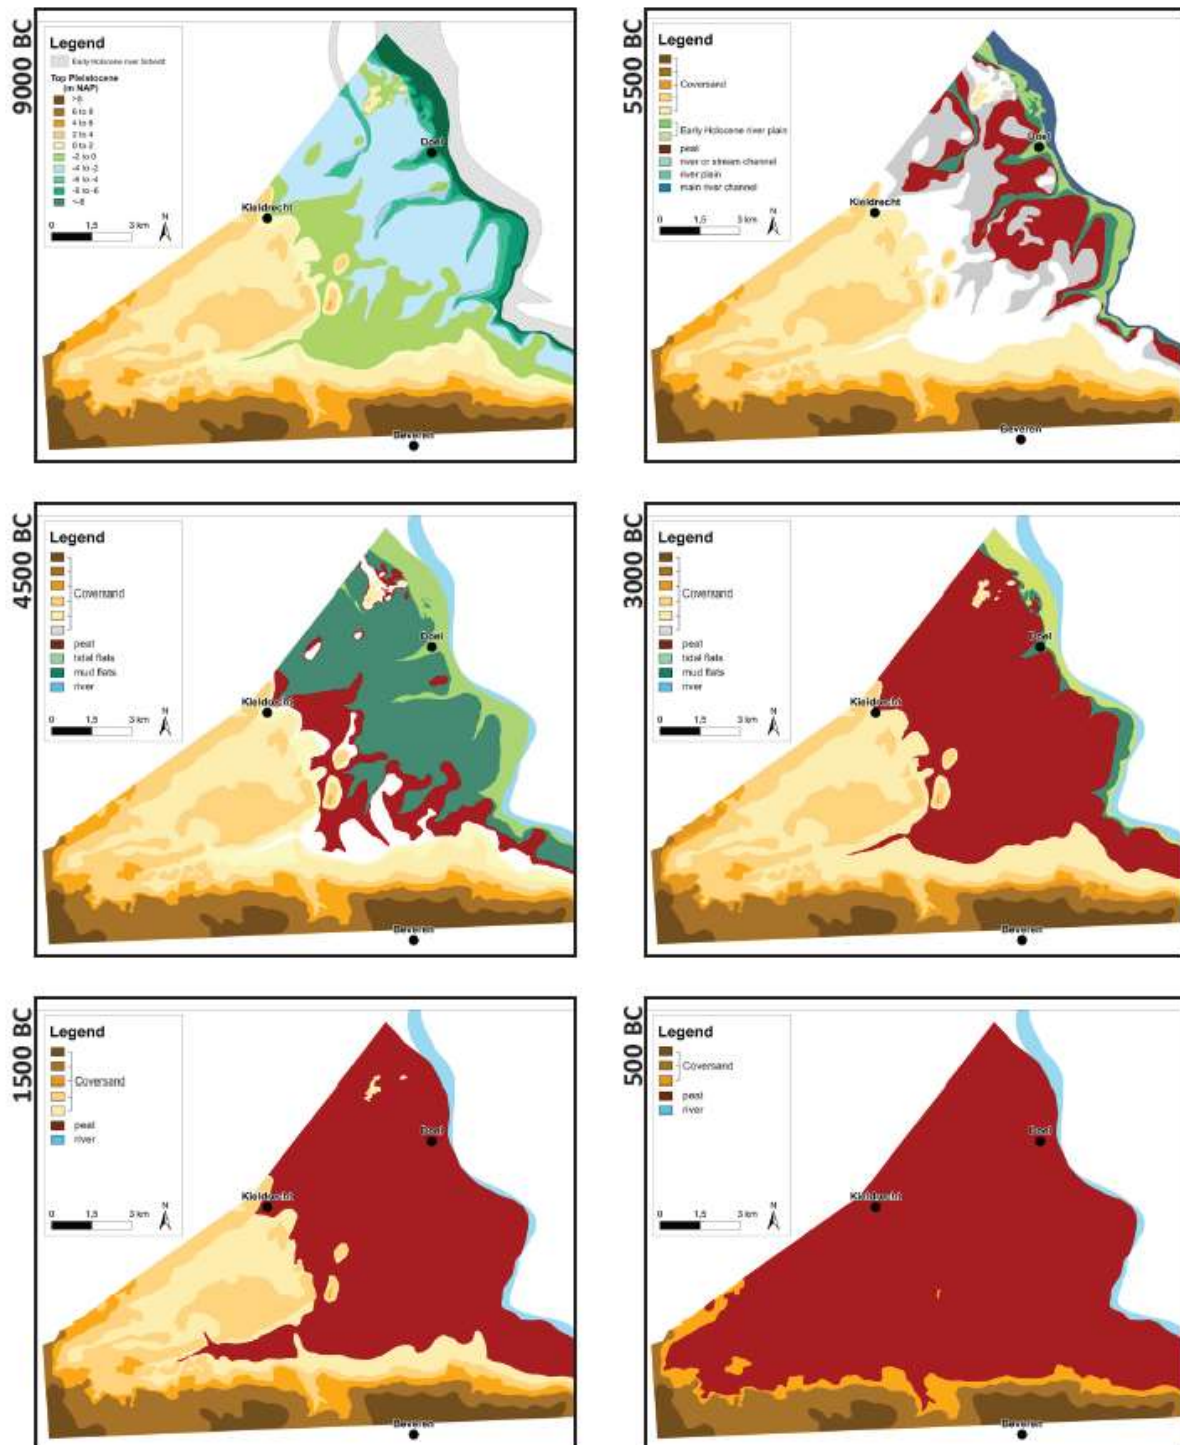 9000 BC
Legend
Early Holocene river Scheldt
Top Pleistocene
(m NAP)
>8
6 to 8
4 to 6
2 to 4
0 to 2
-2 to 0
-4 to -2
-6 to -4
-8 to -6
<-8
0 1,5 3 km
N
Doel
Kieldrecht
Beveren
5500 BC
Legend
Coversand
Early Holocene river plain
peat
river or stream channel
river plain
main river channel
0 1,5 3 km
N
Doel
Kieldrecht
Beveren
4500 BC
Legend
Coversand
peat
tidal flats
mud flats
river
0 1,5 3 km
N
Doel
Kieldrecht
Beveren
3000 BC
Legend
Coversand
peat
tidal flats
mud flats
river
0 1,5 3 km
N
Doel
Kieldrecht
Beveren
1500 BC
Legend
Coversand
peat
river
0 1,5 3 km
N
Doel
Kieldrecht
Beveren
500 BC
Legend
Coversand
peat
river
0 1,5 3 km
N
Doel
Kieldrecht
Beveren